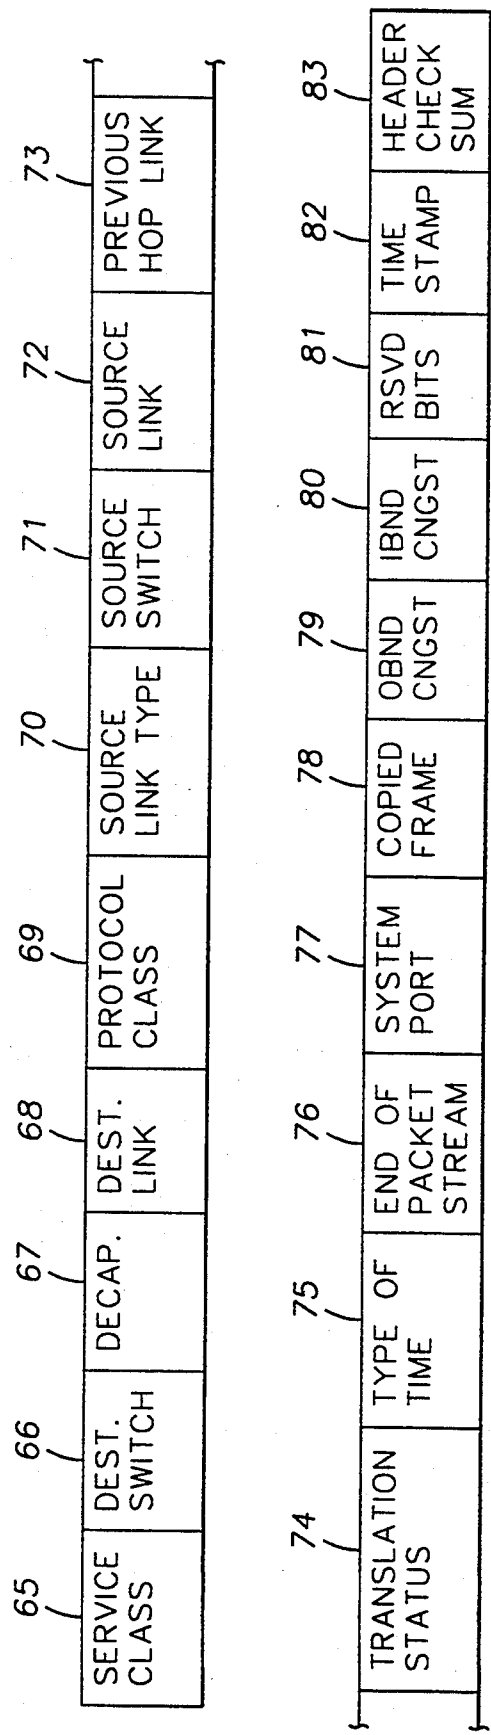 65
66
67
68
69
70
71
72
73
SERVICE
CLASS
DEST.
SWITCH
DECAP.
DEST.
LINK
PROTOCOL
CLASS
SOURCE
LINK TYPE
SOURCE
SWITCH
SOURCE
LINK
PREVIOUS
HOP LINK
74
75
76
77
78
79
80
81
82
83
TRANSLATION
STATUS
TYPE OF
TIME
END OF
PACKET
STREAM
SYSTEM
PORT
COPIED
FRAME
OBND
CNGST
IBND
CNGST
RSVD
BITS
TIME
STAMP
HEADER
CHECK
SUM